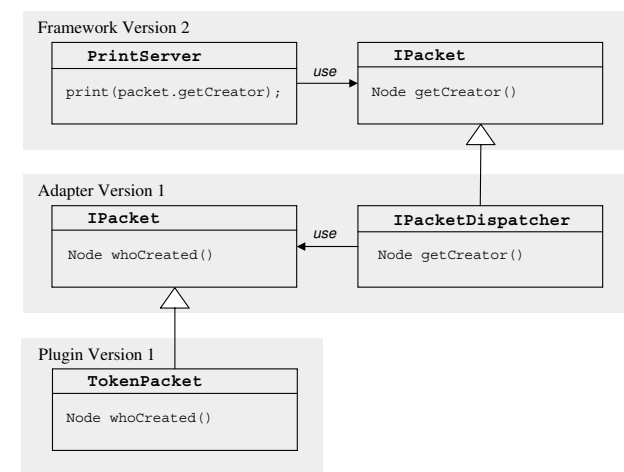 Framework Version 2
PrintServer
print(packet.getCreator);
use
IPacket
Node getCreator()
Adapter Version 1
IPacket
Node whoCreated()
use
IPacketDispatcher
Node getCreator()
Plugin Version 1
TokenPacket
Node whoCreated()